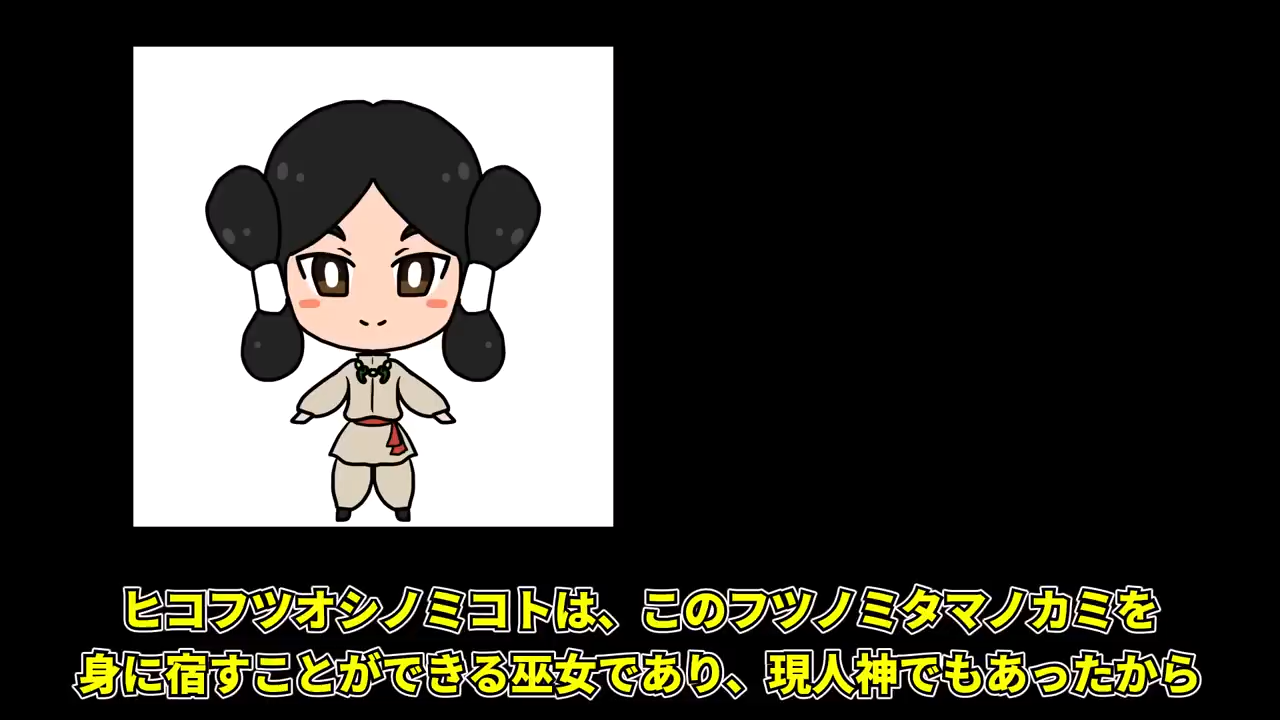 ヒコフツオシノミコトは、このフツノミタマノカミを
身に宿すことができる巫女であり、現人神でもあったから